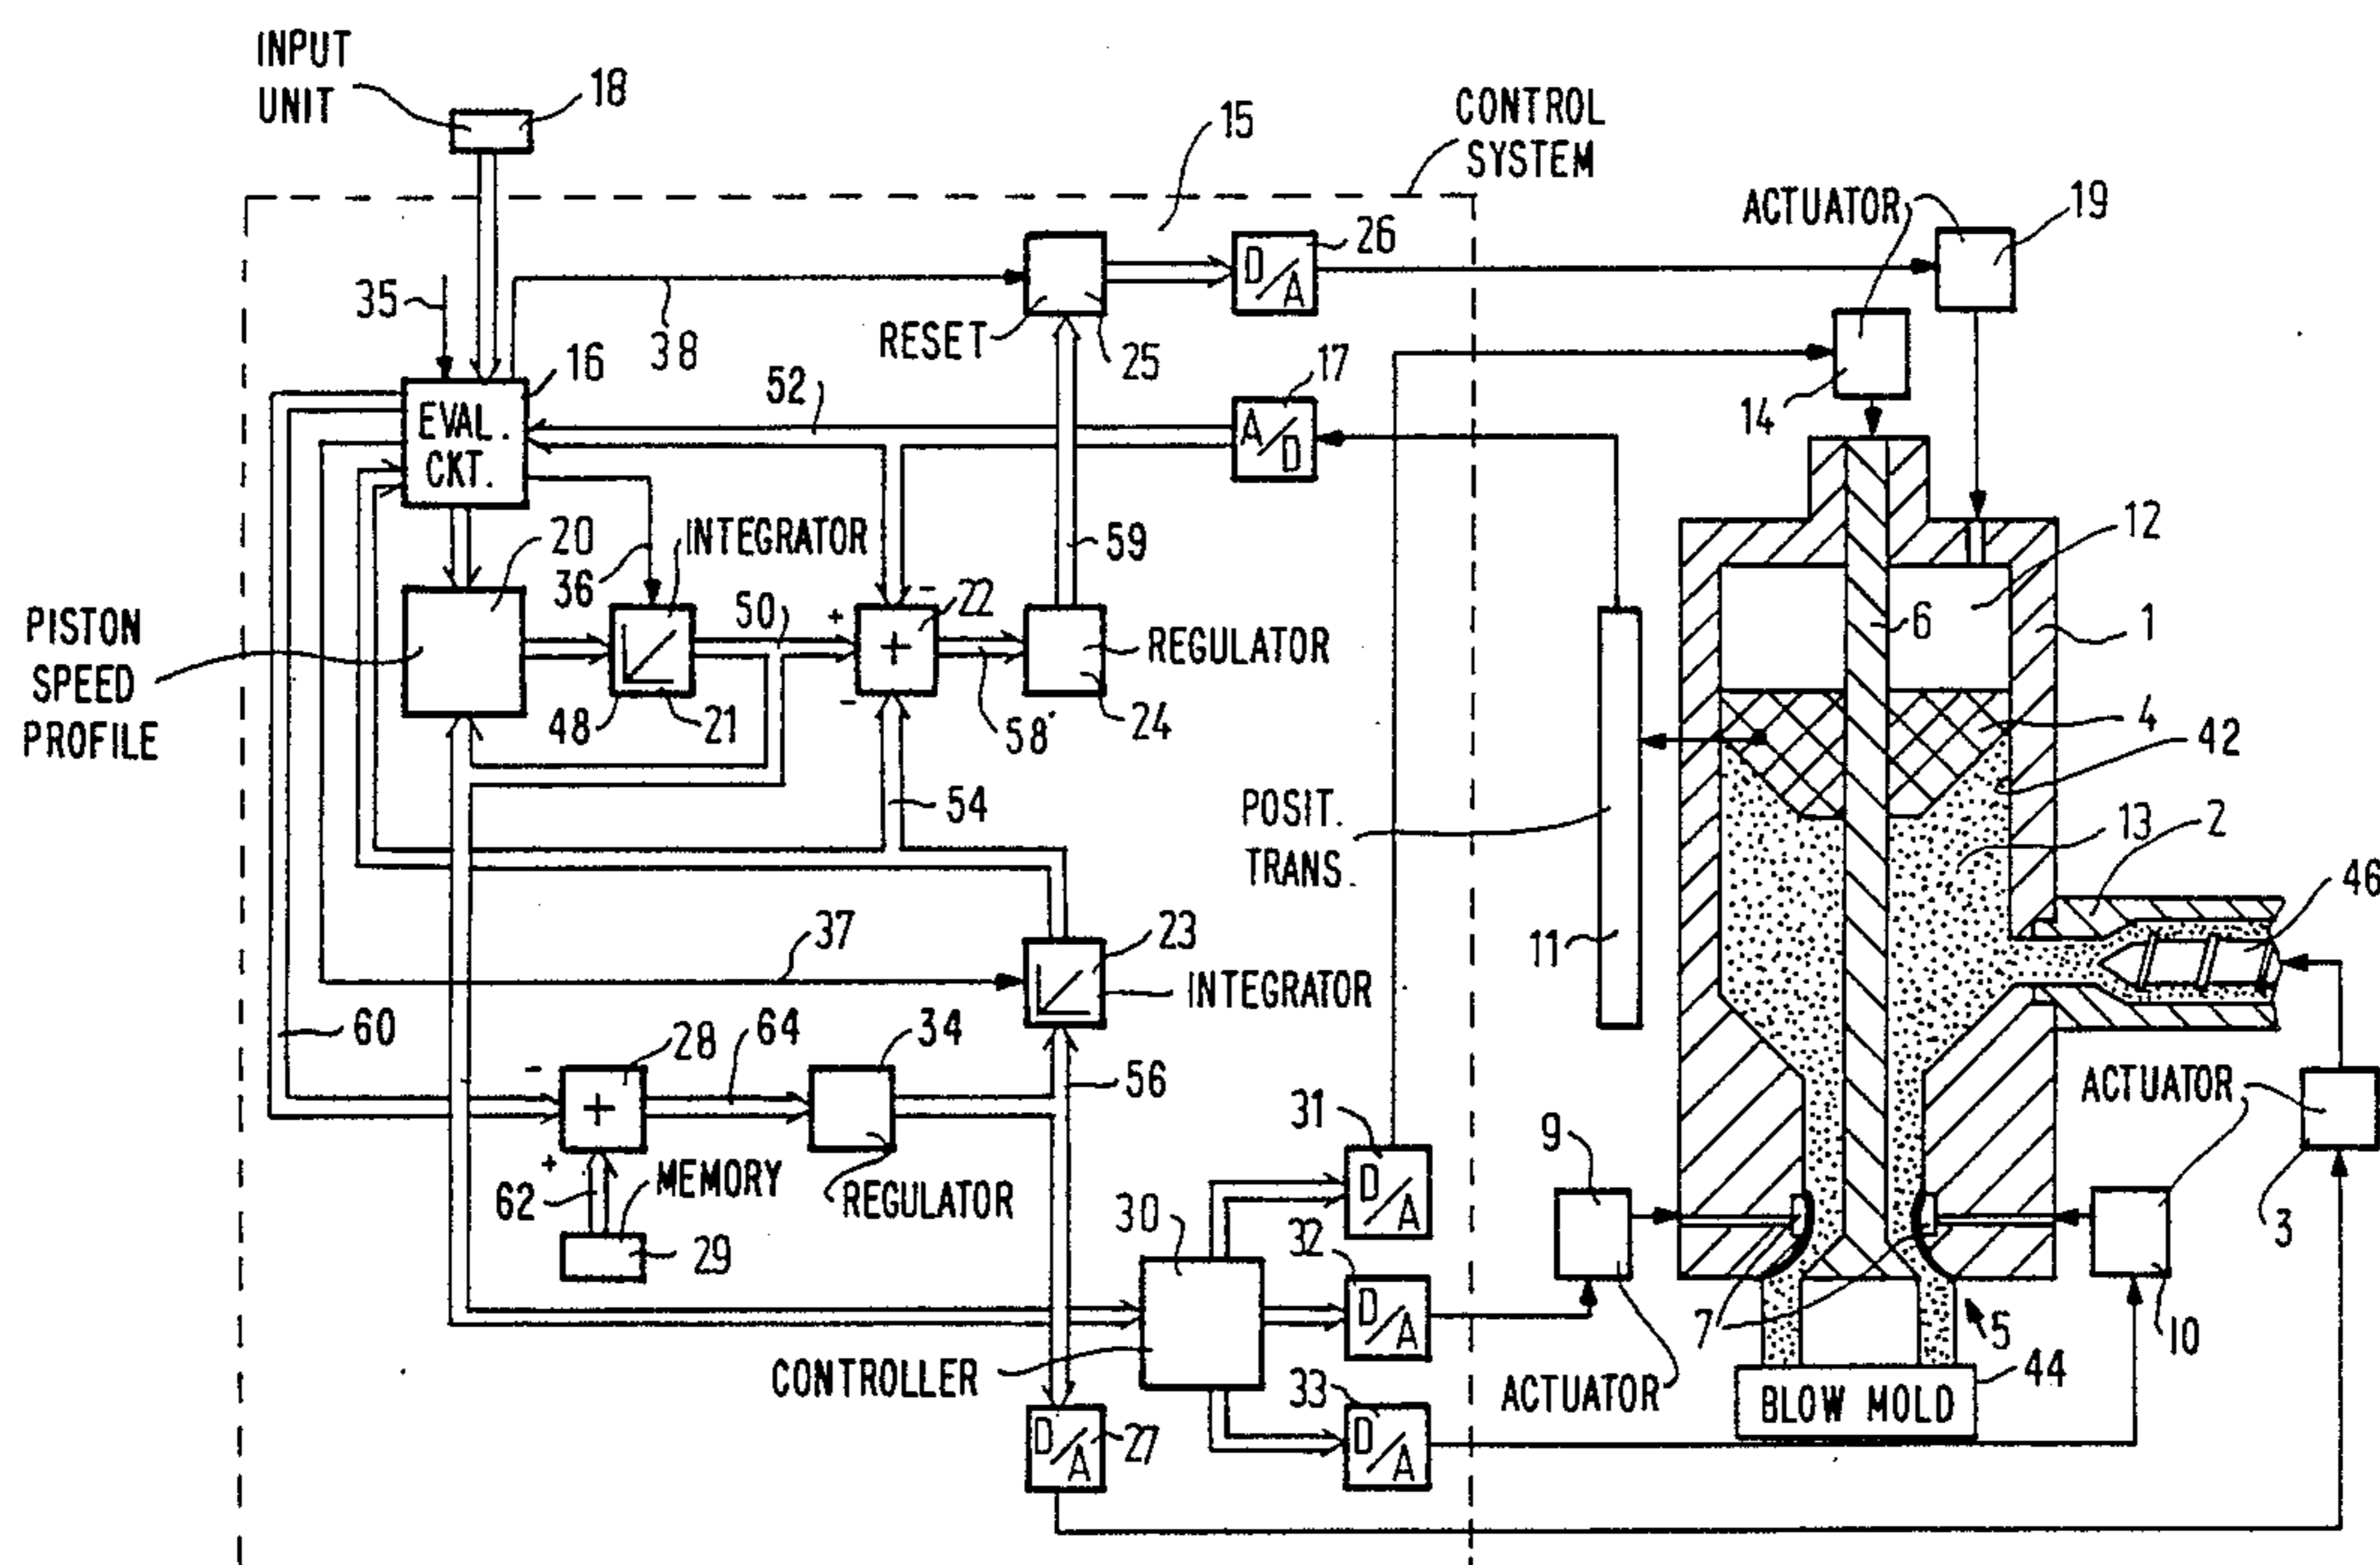 INPUT
UNIT
18
15
CONTROL
SYSTEM
ACTUATOR
19
26
D/A
35
38
RESET
25
16
52
17
14
EVAL.
CKT.
A/D
20
INTEGRATOR
36
59
12
50
+
-
22
6
1
PISTON
SPEED
PROFILE
+
REGULATOR
48
21
-
58
24
4
42
54
POSIT.
TRANS.
13
2
46
37
23
11
INTEGRATOR
60
-
28
64
34
56
31
ACTUATOR
+
9
D/A
+
MEMORY
62
REGULATOR
30
32
3
29
D/A
7
5
10
CONTROLLER
33
ACTUATOR
44
BLOW MOLD
D/A
27
D/A